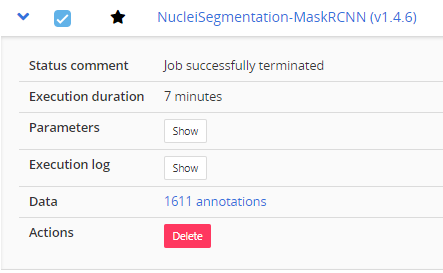 NucleiSegmentation-MaskRCNN (v1.4.6)
Status comment Job successfully terminated
Execution duration 7 minutes
Parameters Show
Execution log Show
Data 1611 annotations
Actions Delete